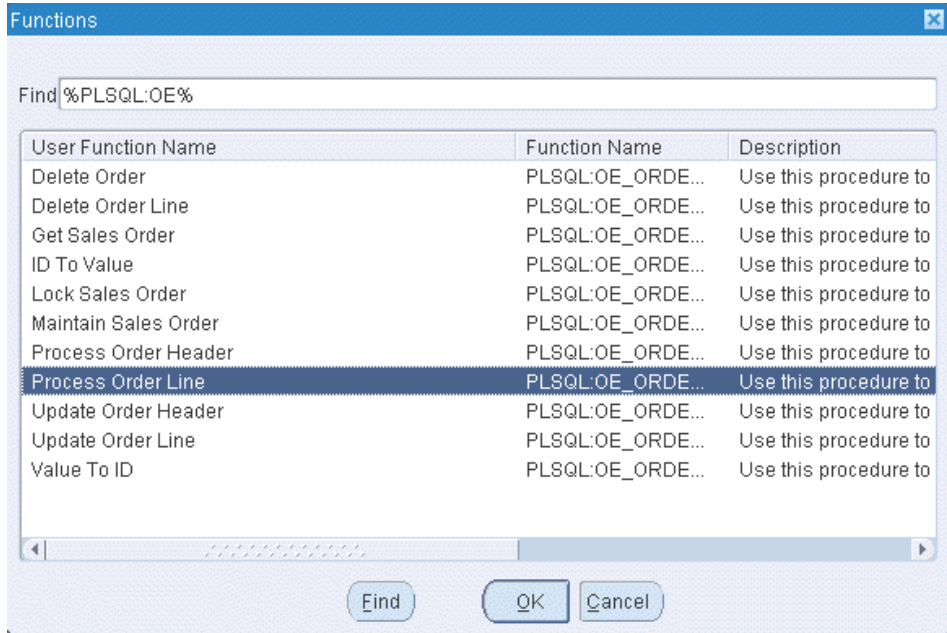 Functions
Find %PLSQL:OE%
User Function Name Function Name Description
Delete Order PLSQL:OE_ORDE... Use this procedure to
Delete Order Line PLSQL:OE_ORDE... Use this procedure to
Get Sales Order PLSQL:OE_ORDE... Use this procedure to
ID To Value PLSQL:OE_ORDE... Use this procedure to
Lock Sales Order PLSQL:OE_ORDE... Use this procedure to
Maintain Sales Order PLSQL:OE_ORDE... Use this procedure to
Process Order Header PLSQL:OE_ORDE... Use this procedure to
Process Order Line PLSQL:OE_ORDE... Use this procedure to
Update Order Header PLSQL:OE_ORDE... Use this procedure to
Update Order Line PLSQL:OE_ORDE... Use this procedure to
Value To ID PLSQL:OE_ORDE... Use this procedure to
Find OK Cancel